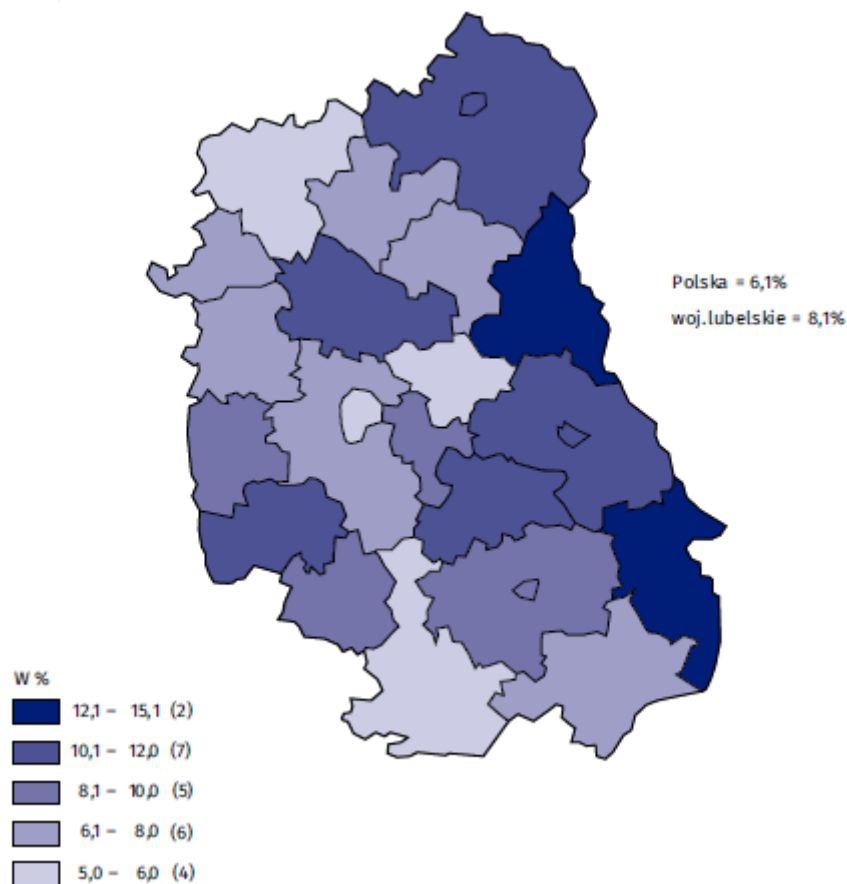 Polska = 6,1%
woj.lubelskie = 8,1%
W %
12,1 – 15,1 (2)
10,1 – 12,0 (7)
8,1 – 10,0 (5)
6,1 – 8,0 (6)
5,0 – 6,0 (4)